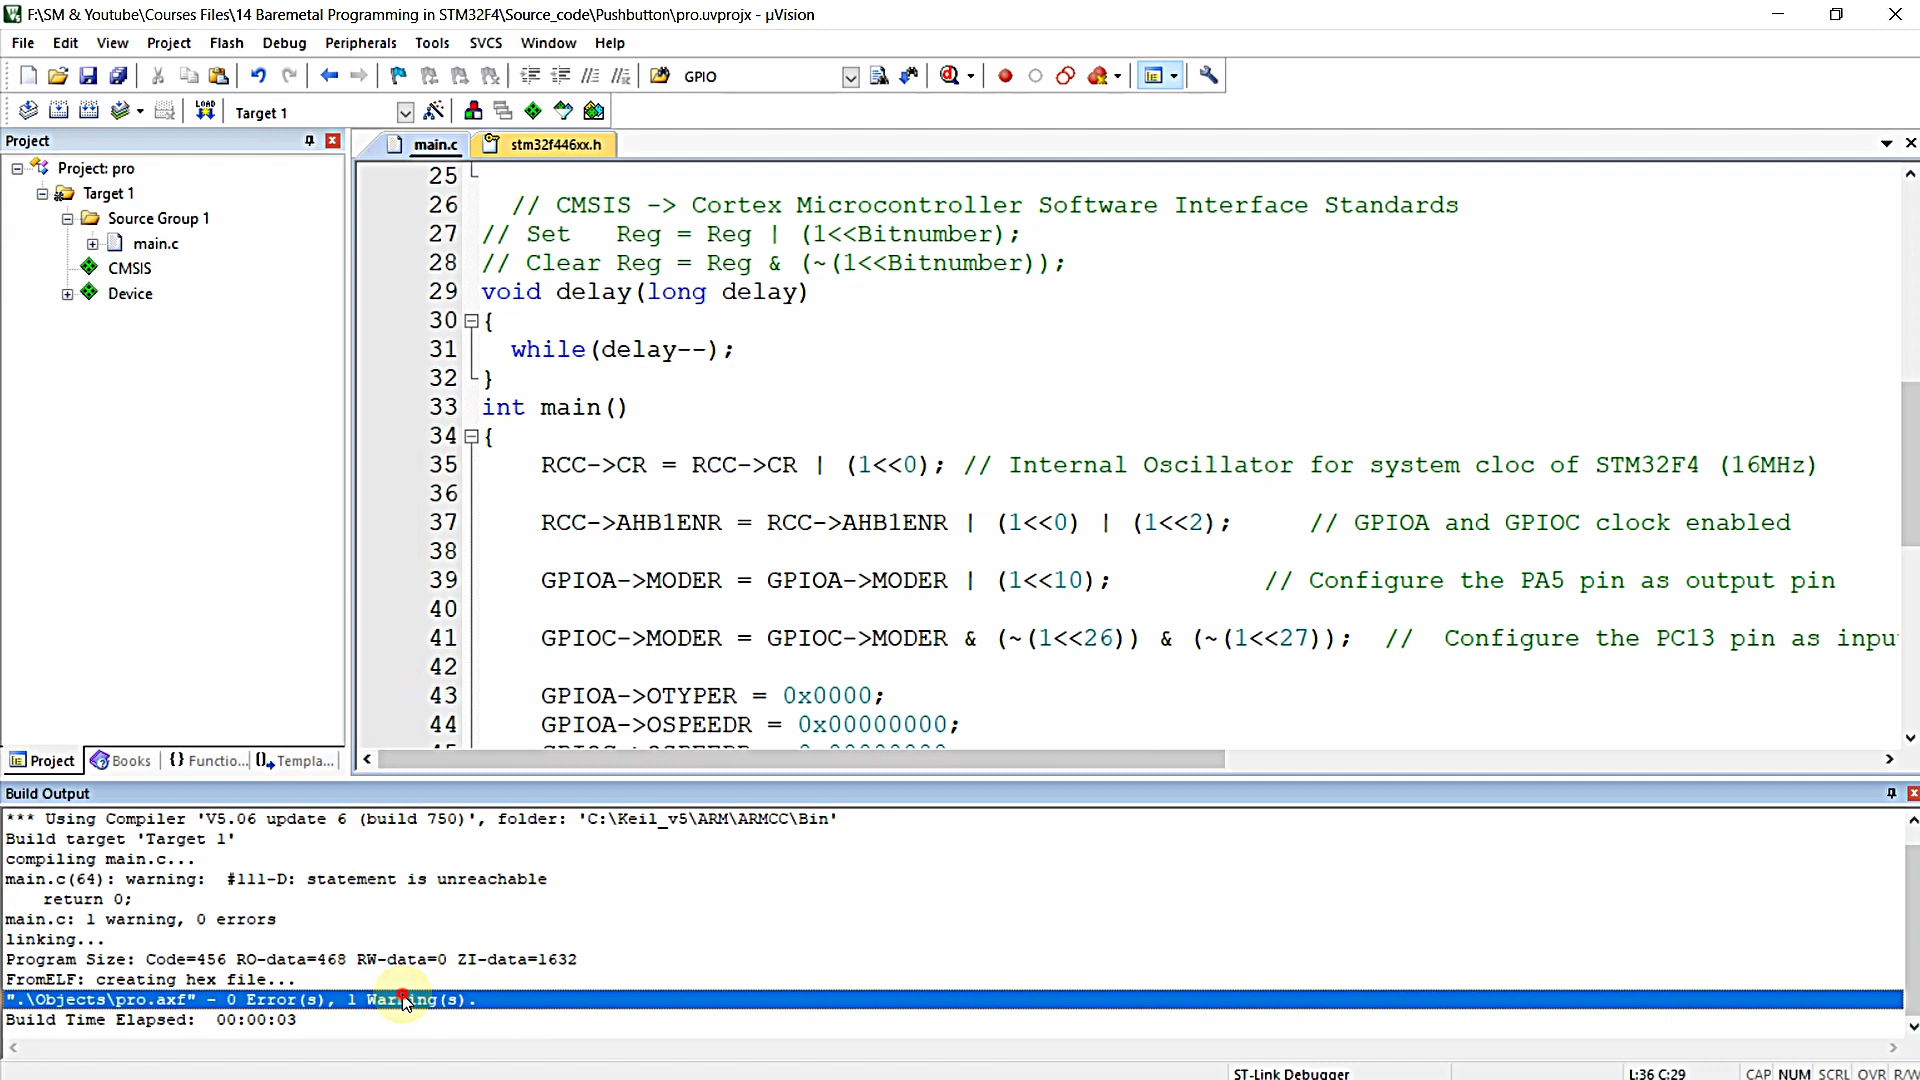 F:\SM & Youtube\Courses Files\14 Baremetal Programming in STM32F4\Source_code\Pushbutton\pro.uvprojx - µVision
File Edit View Project Flash Debug Peripherals Tools SVCS Window Help
GPIO
LOAD Target 1
Project
main.c
stm32f446xx.h
Project: pro
Target 1
Source Group 1
main.c
CMSIS
Device
25
26 // CMSIS -> Cortex Microcontroller Software Interface Standards
27 // Set Reg = Reg | (1<<Bitnumber);
28 // Clear Reg = Reg & (~(1<<Bitnumber));
29 void delay(long delay)
30 {
31 while(delay--);
32 }
33 int main()
34 {
35 RCC->CR = RCC->CR | (1<<0); // Internal Oscillator for system cloc of STM32F4 (16MHz)
36
37 RCC->AHB1ENR = RCC->AHB1ENR | (1<<0) | (1<<2); // GPIOA and GPIOC clock enabled
38
39 GPIOA->MODER = GPIOA->MODER | (1<<10); // Configure the PA5 pin as output pin
40
41 GPIOC->MODER = GPIOC->MODER & (~(1<<26)) & (~(1<<27)); // Configure the PC13 pin as inpu
42
43 GPIOA->OTYPER = 0x0000;
44 GPIOA->OSPEEDR = 0x00000000;
Project Books {} Functio... Templa...
Build Output
*** Using Compiler 'V5.06 update 6 (build 750)', folder: 'C:\Keil_v5\ARM\ARMCC\Bin'
Build target 'Target 1'
compiling main.c...
main.c(64): warning: #111-D: statement is unreachable
return 0;
main.c: 1 warning, 0 errors
linking...
Program Size: Code=456 RO-data=468 RW-data=0 ZI-data=1632
FromELF: creating hex file...
".\Objects\pro.axf" - 0 Error(s), 1 Warning(s).
Build Time Elapsed: 00:00:03
ST-Link Debugger L:36 C:29 CAP NUM SCRL OVR R/W